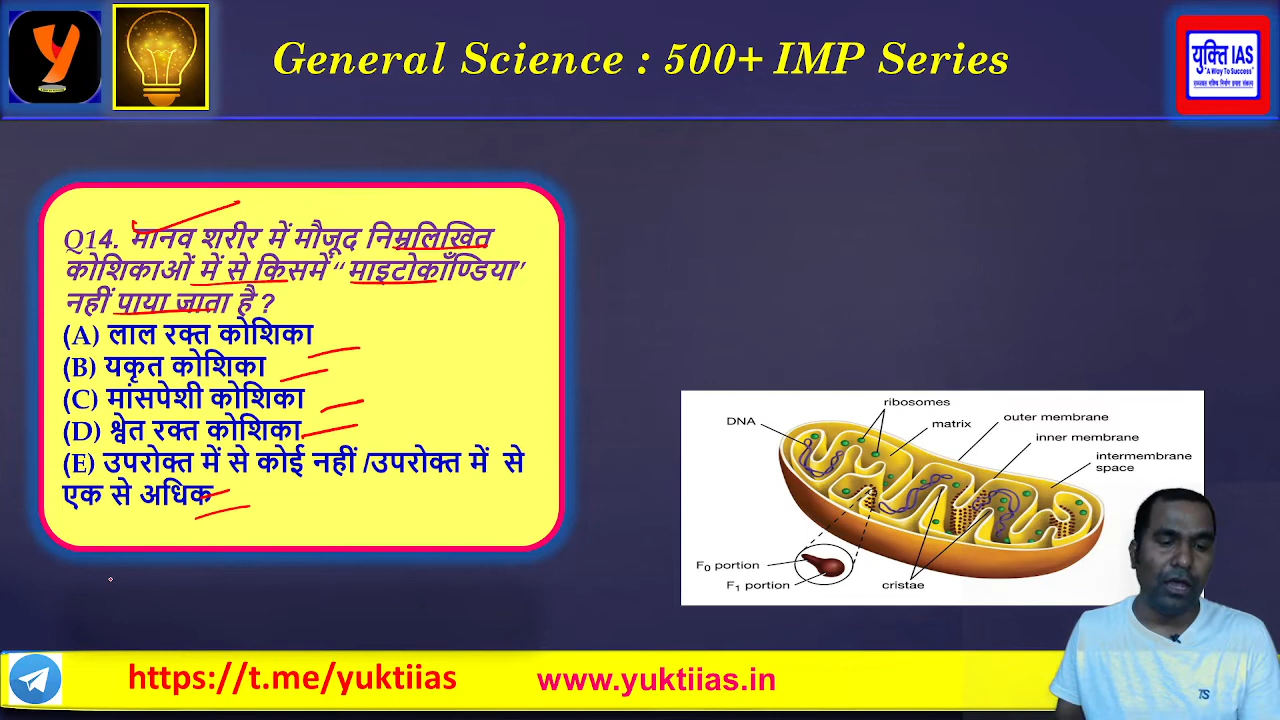 General Science : 500+ IMP Series
युक्ति IAS
"A Way To Success"
Q14. मानव शरीर में मौजूद निम्नलिखित
कोशिकाओं में से किसमें “ माइटोकाँण्डिया”
नहीं पाया जाता है ?
(A) लाल रक्त कोशिका
(B) यकृत कोशिका
(C) मांसपेशी कोशिका
(D) श्वेत रक्त कोशिका
(E) उपरोक्त में से कोई नहीं /उपरोक्त में से
एक से अधिक
ribosomes
DNA
matrix
outer membrane
inner membrane
intermembrane
space
F0 portion
F1 portion
cristae
https://t.me/yuktiias
www.yuktiias.in